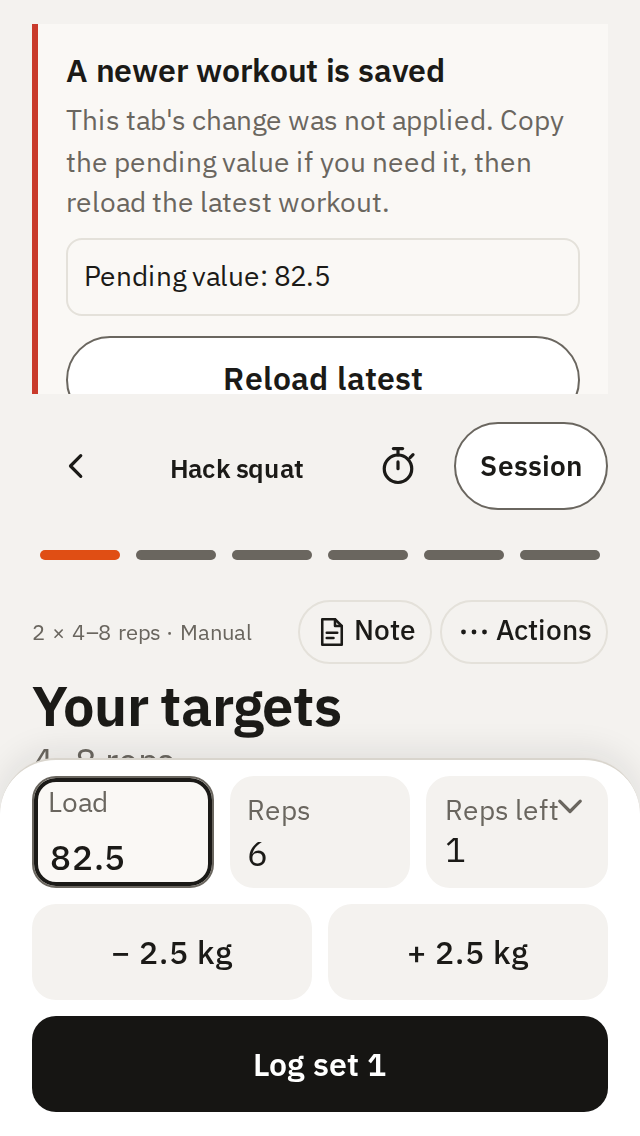 A newer workout is saved
This tab's change was not applied. Copy
the pending value if you need it, then
reload the latest workout.
Pending value: 82.5
Reload latest
Hack squat
Session
2 × 4–8 reps · Manual
Note
Actions
Your targets
4–8 reps
Load
82.5
Reps
6
Reps left
1
− 2.5 kg
+ 2.5 kg
Log set 1